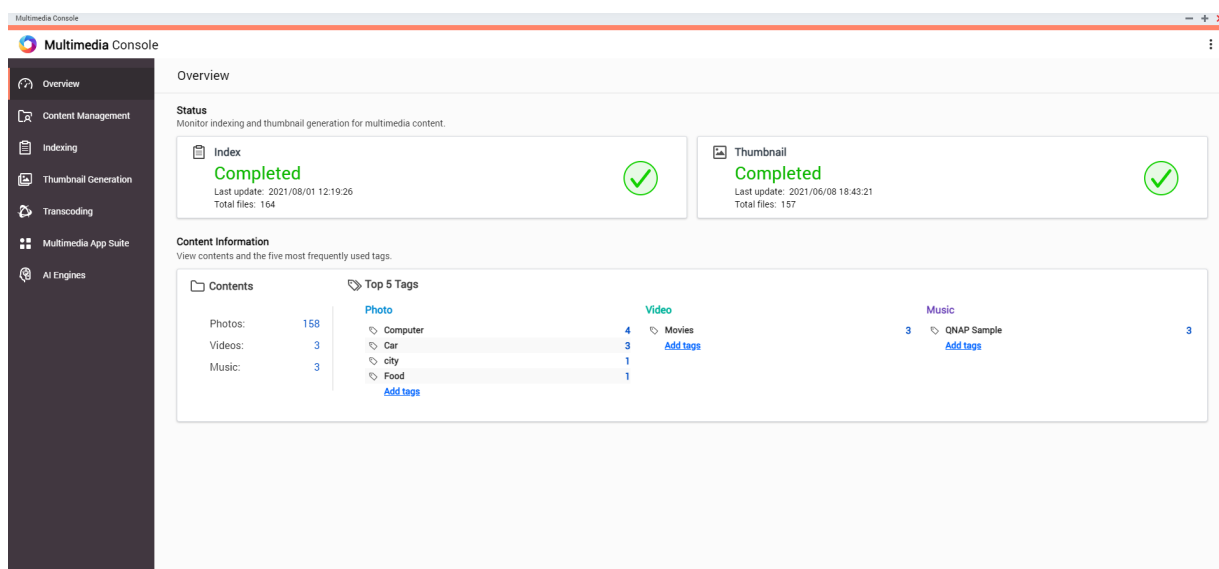 Multimedia Console
Multimedia Console
Overview
Content Management
Indexing
Thumbnail Generation
Transcoding
Multimedia App Suite
AI Engines
Overview
Status
Monitor indexing and thumbnail generation for multimedia content.
Index
Completed
Last update: 2021/08/01 12:19:26
Total files: 164
Thumbnail
Completed
Last update: 2021/06/08 18:43:21
Total files: 157
Content Information
View contents and the five most frequently used tags.
Contents
Photos: 158
Videos: 3
Music: 3
Top 5 Tags
Photo
Computer 4
Car 3
city 1
Food 1
Add tags
Video
Movies 3
Add tags
Music
QNAP Sample 3
Add tags